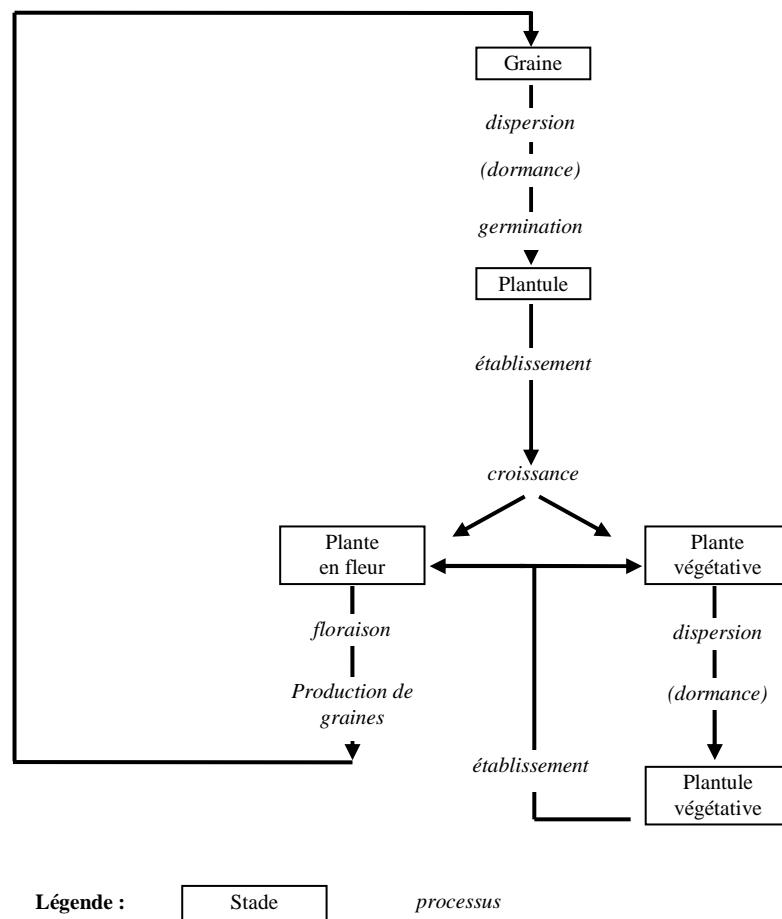 Graine
dispersion
(dormance)
germination
Plantule
établissement
croissance
Plante
en fleur
Plante
végétative
floraison
dispersion
Production de
graines
(dormance)
établissement
Plantule
végétative
Légende :
Stade
processus